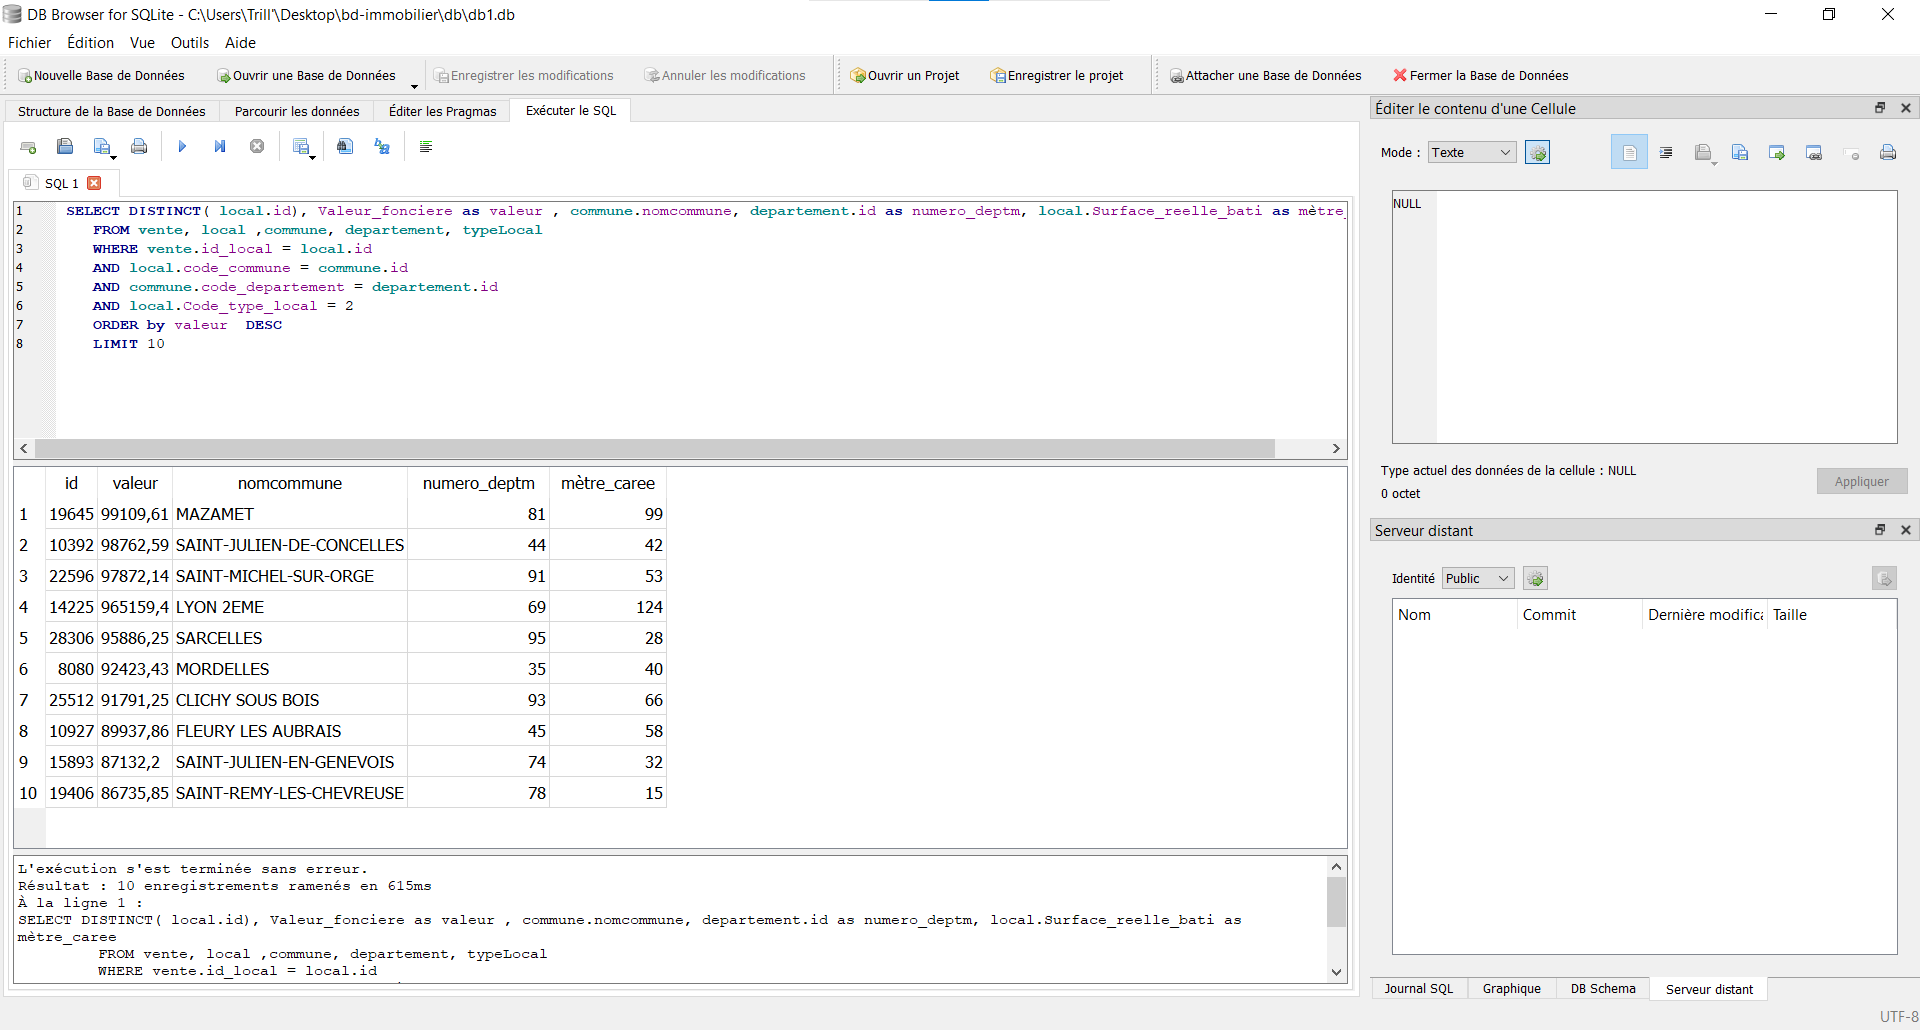 DB Browser for SQLite - C:\Users\Trill'\Desktop\bd-immobilier\db\db1.db
Fichier Édition Vue Outils Aide
Nouvelle Base de Données Ouvrir une Base de Données Enregistrer les modifications Annuler les modifications Ouvrir un Projet Enregistrer le projet Attacher une Base de Données Fermer la Base de Données
Structure de la Base de Données Parcourir les données Éditer les Pragmas Exécuter le SQL
SQL 1
1 SELECT DISTINCT( local.id), Valeur_fonciere as valeur , commune.nomcommune, departement.id as numero_deptm, local.Surface_reelle_bati as mètre_
2 FROM vente, local ,commune, departement, typeLocal
3 WHERE vente.id_local = local.id
4 AND local.code_commune = commune.id
5 AND commune.code_departement = departement.id
6 AND local.Code_type_local = 2
7 ORDER by valeur  DESC
8 LIMIT 10
id valeur nomcommune numero_deptm mètre_caree
1 19645 99109,61 MAZAMET 81 99
2 10392 98762,59 SAINT-JULIEN-DE-CONCELLES 44 42
3 22596 97872,14 SAINT-MICHEL-SUR-ORGE 91 53
4 14225 965159,4 LYON 2EME 69 124
5 28306 95886,25 SARCELLES 95 28
6 8080 92423,43 MORDELLES 35 40
7 25512 91791,25 CLICHY SOUS BOIS 93 66
8 10927 89937,86 FLEURY LES AUBRAIS 45 58
9 15893 87132,2 SAINT-JULIEN-EN-GENEVOIS 74 32
10 19406 86735,85 SAINT-REMY-LES-CHEVREUSE 78 15
L'exécution s'est terminée sans erreur.
Résultat : 10 enregistrements ramenés en 615ms
À la ligne 1 :
SELECT DISTINCT( local.id), Valeur_fonciere as valeur , commune.nomcommune, departement.id as numero_deptm, local.Surface_reelle_bati as
mètre_caree
FROM vente, local ,commune, departement, typeLocal
WHERE vente.id_local = local.id
Éditer le contenu d'une Cellule
Mode : Texte
NULL
Type actuel des données de la cellule : NULL
0 octet
Appliquer
Serveur distant
Identité Public
Nom Commit Dernière modifica Taille
Journal SQL Graphique DB Schema Serveur distant
UTF-8